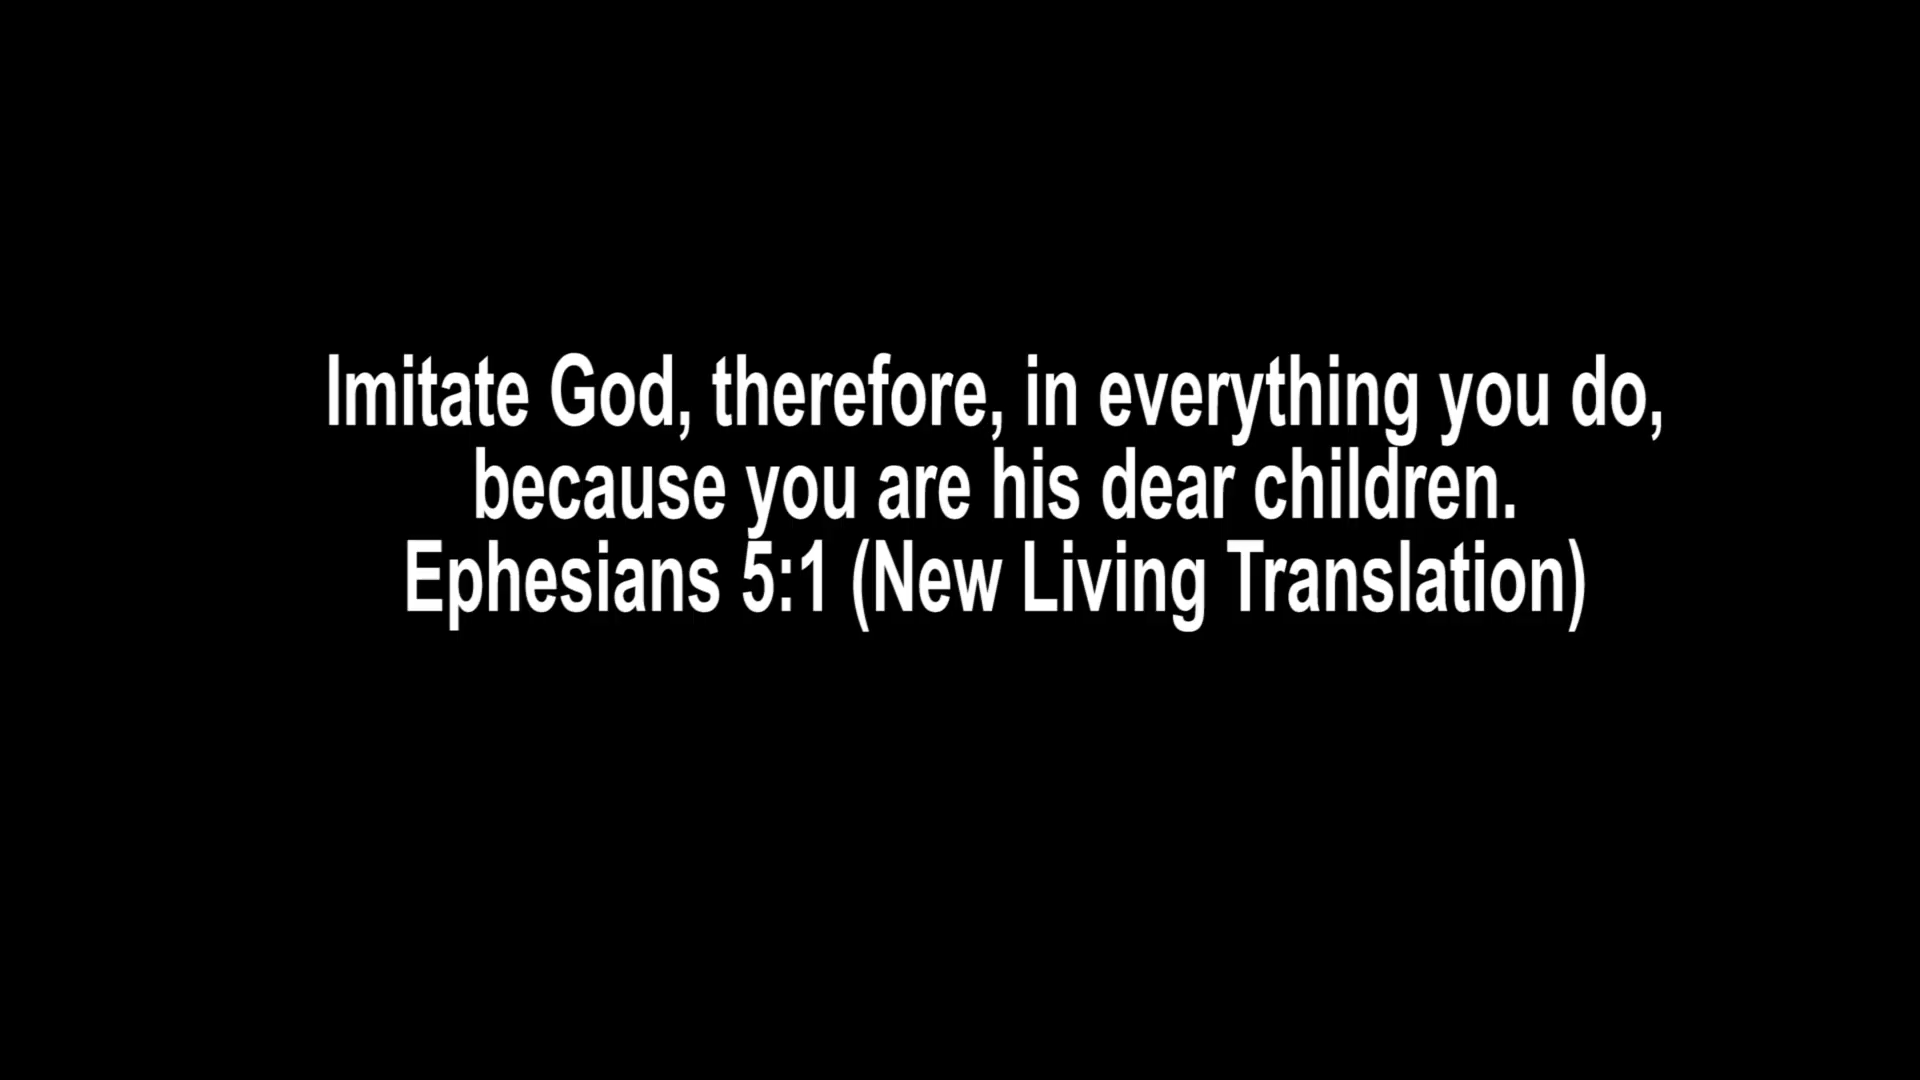 Imitate God, therefore, in everything you do,
because you are his dear children.
Ephesians 5:1 (New Living Translation)